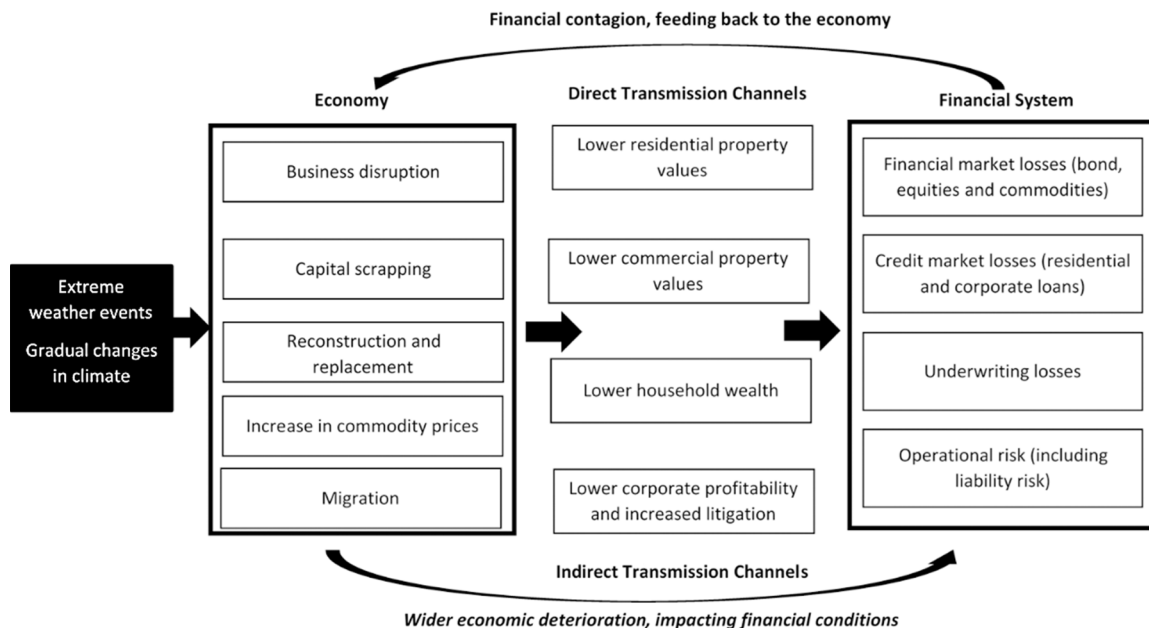 Financial contagion, feeding back to the economy
Economy
Direct Transmission Channels
Financial System
Extreme
weather events
Gradual changes
in climate
Business disruption
Capital scrapping
Reconstruction and
replacement
Increase in commodity prices
Migration
Lower residential property
values
Lower commercial property
values
Lower household wealth
Lower corporate profitability
and increased litigation
Financial market losses (bond,
equities and commodities)
Credit market losses (residential
and corporate loans)
Underwriting losses
Operational risk (including
liability risk)
Indirect Transmission Channels
Wider economic deterioration, impacting financial conditions